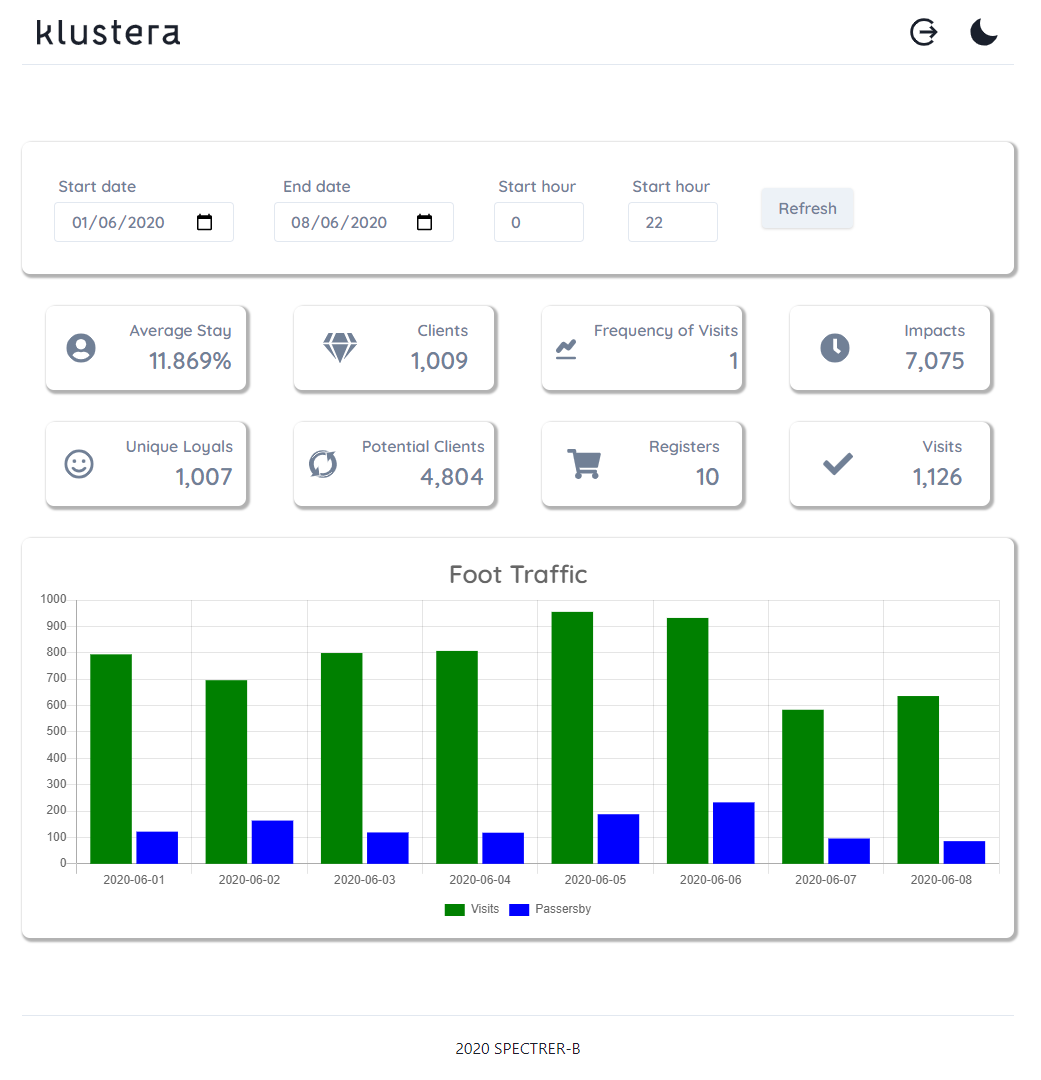 klustera
Start date End date Start hour Start hour
01/06/2020 08/06/2020 0 22 Refresh
Average Stay
11.869%
Clients
1,009
Frequency of Visits
1
Impacts
7,075
Unique Loyals
1,007
Potential Clients
4,804
Registers
10
Visits
1,126
Foot Traffic
1000
900
800
700
600
500
400
300
200
100
0
2020-06-01 2020-06-02 2020-06-03 2020-06-04 2020-06-05 2020-06-06 2020-06-07 2020-06-08
Visits Passersby
2020 SPECTRER-B